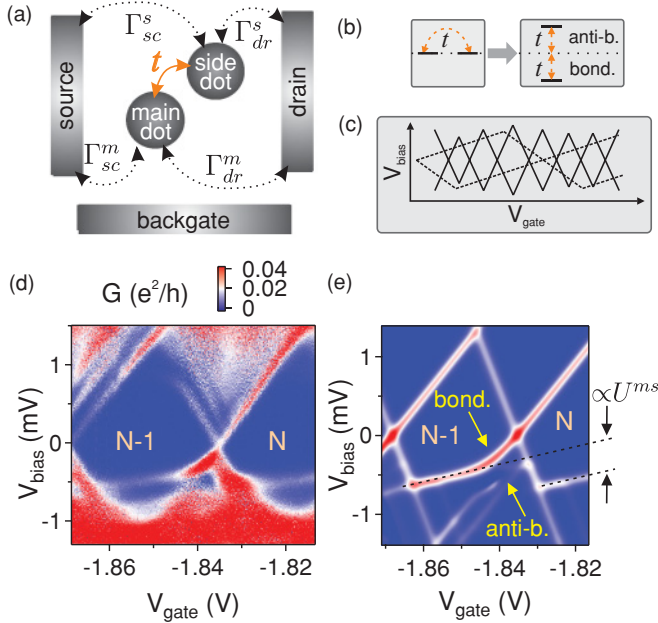 (a)
Γ^s_sc
Γ^s_dr
t
side
dot
main
dot
source
drain
Γ^m_sc
Γ^m_dr
backgate
(b)
t
t
anti-b.
t
bond.
(c)
V_bias
V_gate
(d)
G (e²/h)
0.04
0.02
0
V_bias (mV)
1
0
-1
N-1
N
-1.86
-1.84
-1.82
V_gate (V)
(e)
V_bias (mV)
1
0
-1
bond.
N-1
N
∝U^ms
anti-b.
-1.86
-1.84
-1.82
V_gate (V)